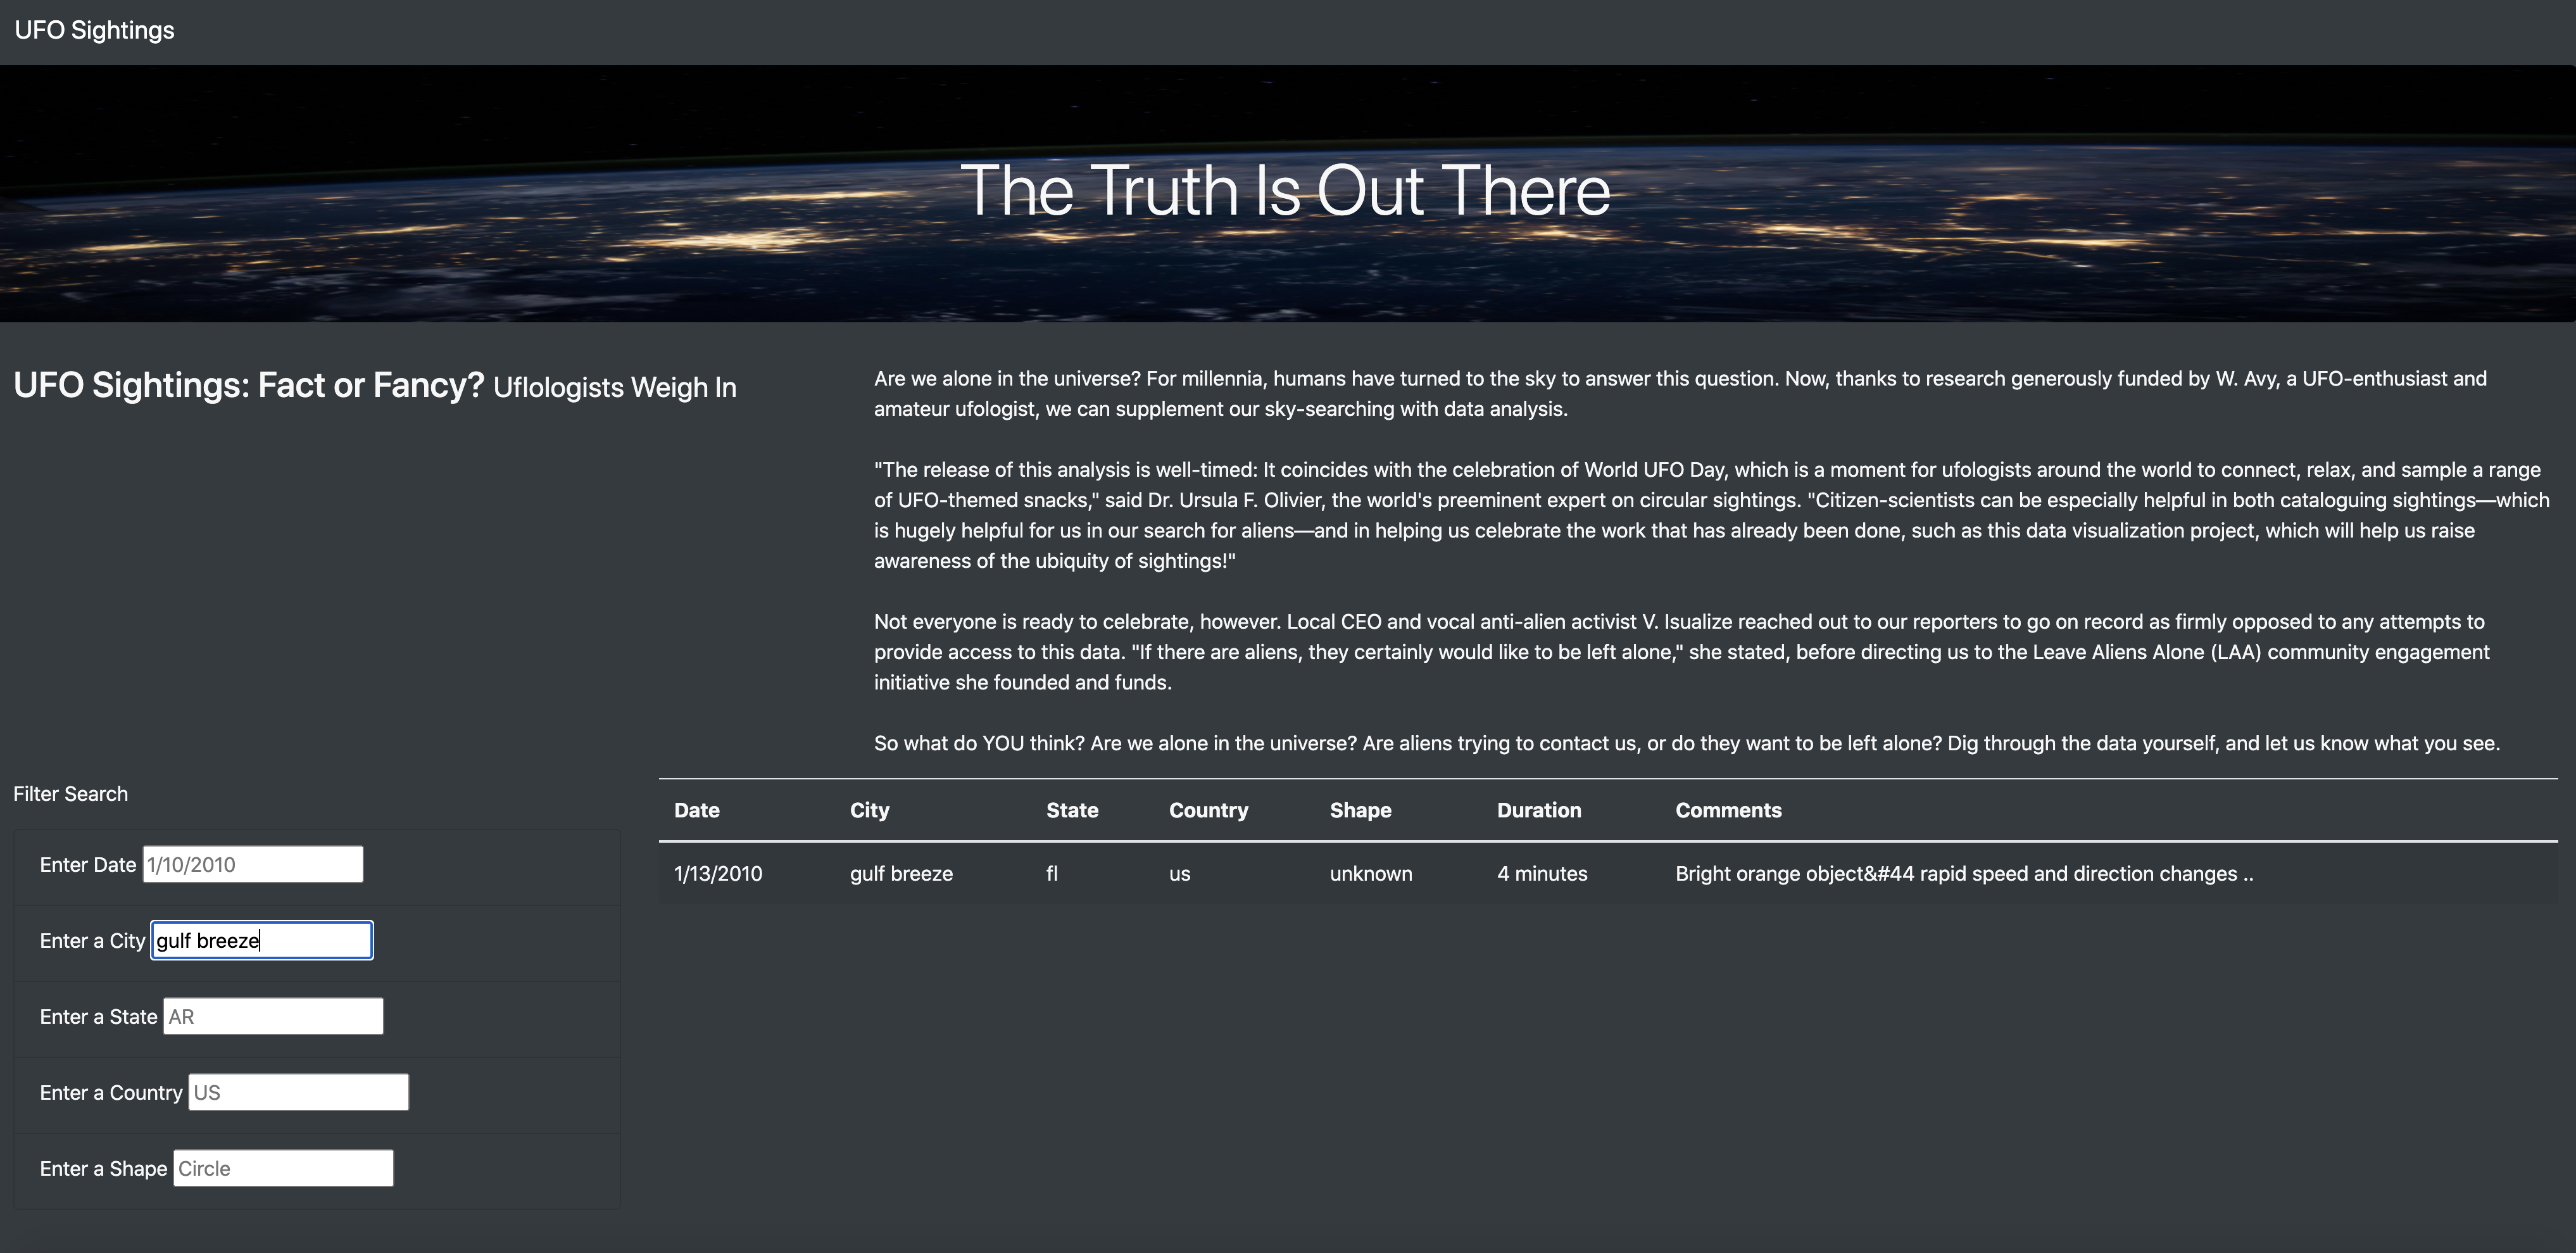 UFO Sightings
The Truth Is Out There
UFO Sightings: Fact or Fancy? Uflologists Weigh In
Are we alone in the universe? For millennia, humans have turned to the sky to answer this question. Now, thanks to research generously funded by W. Avy, a UFO-enthusiast and
amateur ufologist, we can supplement our sky-searching with data analysis.
"The release of this analysis is well-timed: It coincides with the celebration of World UFO Day, which is a moment for ufologists around the world to connect, relax, and sample a range
of UFO-themed snacks," said Dr. Ursula F. Olivier, the world's preeminent expert on circular sightings. "Citizen-scientists can be especially helpful in both cataloguing sightings—which
is hugely helpful for us in our search for aliens—and in helping us celebrate the work that has already been done, such as this data visualization project, which will help us raise
awareness of the ubiquity of sightings!"
Not everyone is ready to celebrate, however. Local CEO and vocal anti-alien activist V. Isualize reached out to our reporters to go on record as firmly opposed to any attempts to
provide access to this data. "If there are aliens, they certainly would like to be left alone," she stated, before directing us to the Leave Aliens Alone (LAA) community engagement
initiative she founded and funds.
So what do YOU think? Are we alone in the universe? Are aliens trying to contact us, or do they want to be left alone? Dig through the data yourself, and let us know what you see.
Filter Search
Enter Date 1/10/2010
Enter a City gulf breeze
Enter a State AR
Enter a Country US
Enter a Shape Circle
Date City State Country Shape Duration Comments
1/13/2010 gulf breeze fl us unknown 4 minutes Bright orange object&#44 rapid speed and direction changes ..